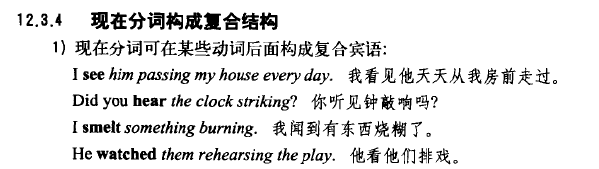 12.3.4 现在分词构成复合结构
1) 现在分词可在某些动词后面构成复合宾语:
I see him passing my house every day. 我看见他天天从我房前走过。
Did you hear the clock striking? 你听见钟敲响吗?
I smelt something burning. 我闻到有东西烧糊了。
He watched them rehearsing the play. 他看他们排戏。